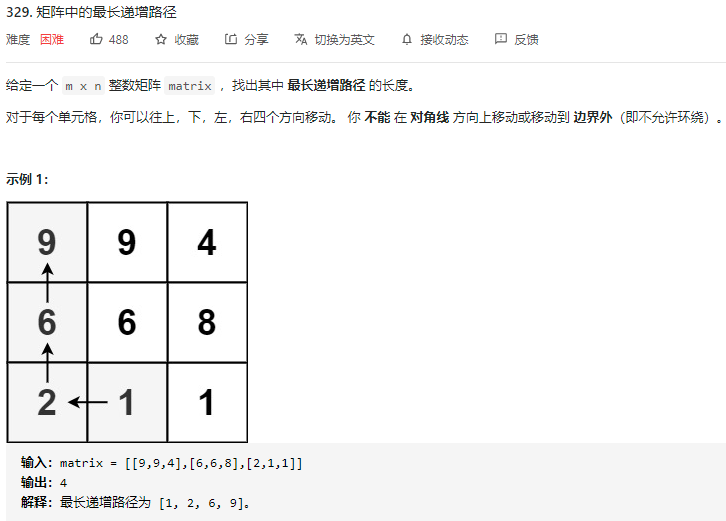 329. 矩阵中的最长递增路径
难度 困难 488 收藏 分享 切换为英文 接收动态 反馈
给定一个 m x n 整数矩阵 matrix ，找出其中 最长递增路径 的长度。
对于每个单元格，你可以往上，下，左，右四个方向移动。 你 不能 在 对角线 方向上移动或移动到 边界外（即不允许环绕）。
示例 1：
9 9 4
6 6 8
2 1 1
输入：matrix = [[9,9,4],[6,6,8],[2,1,1]]
输出：4
解释：最长递增路径为 [1, 2, 6, 9]。